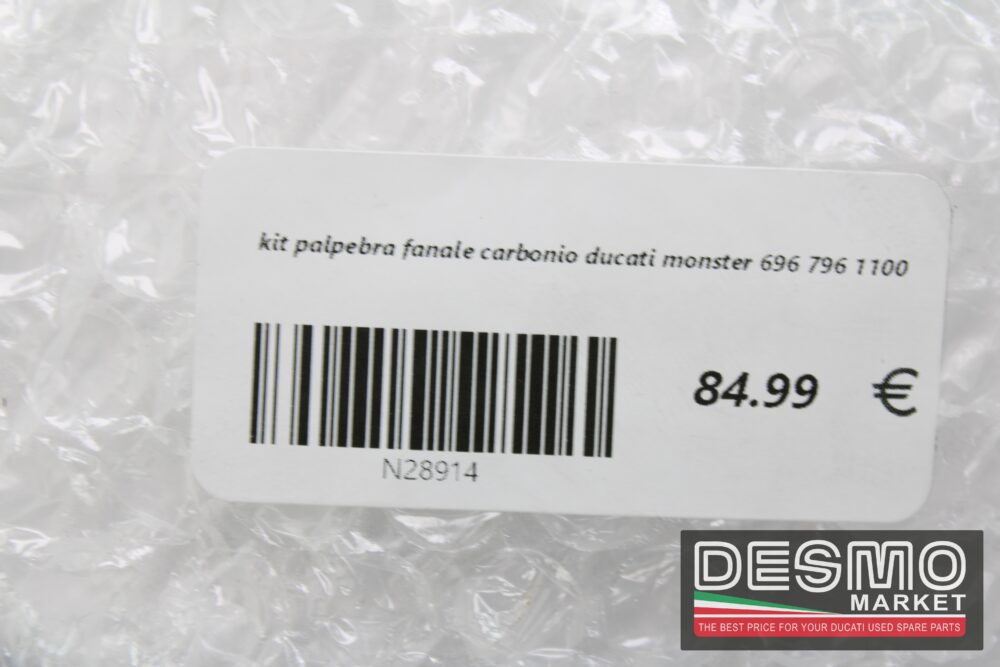 kit palpebra fanale carbonio ducati monster 696 796 1100
84.99 €
N28914
DESMO
MARKET
THE BEST PRICE FOR YOUR DUCATI USED SPARE PARTS